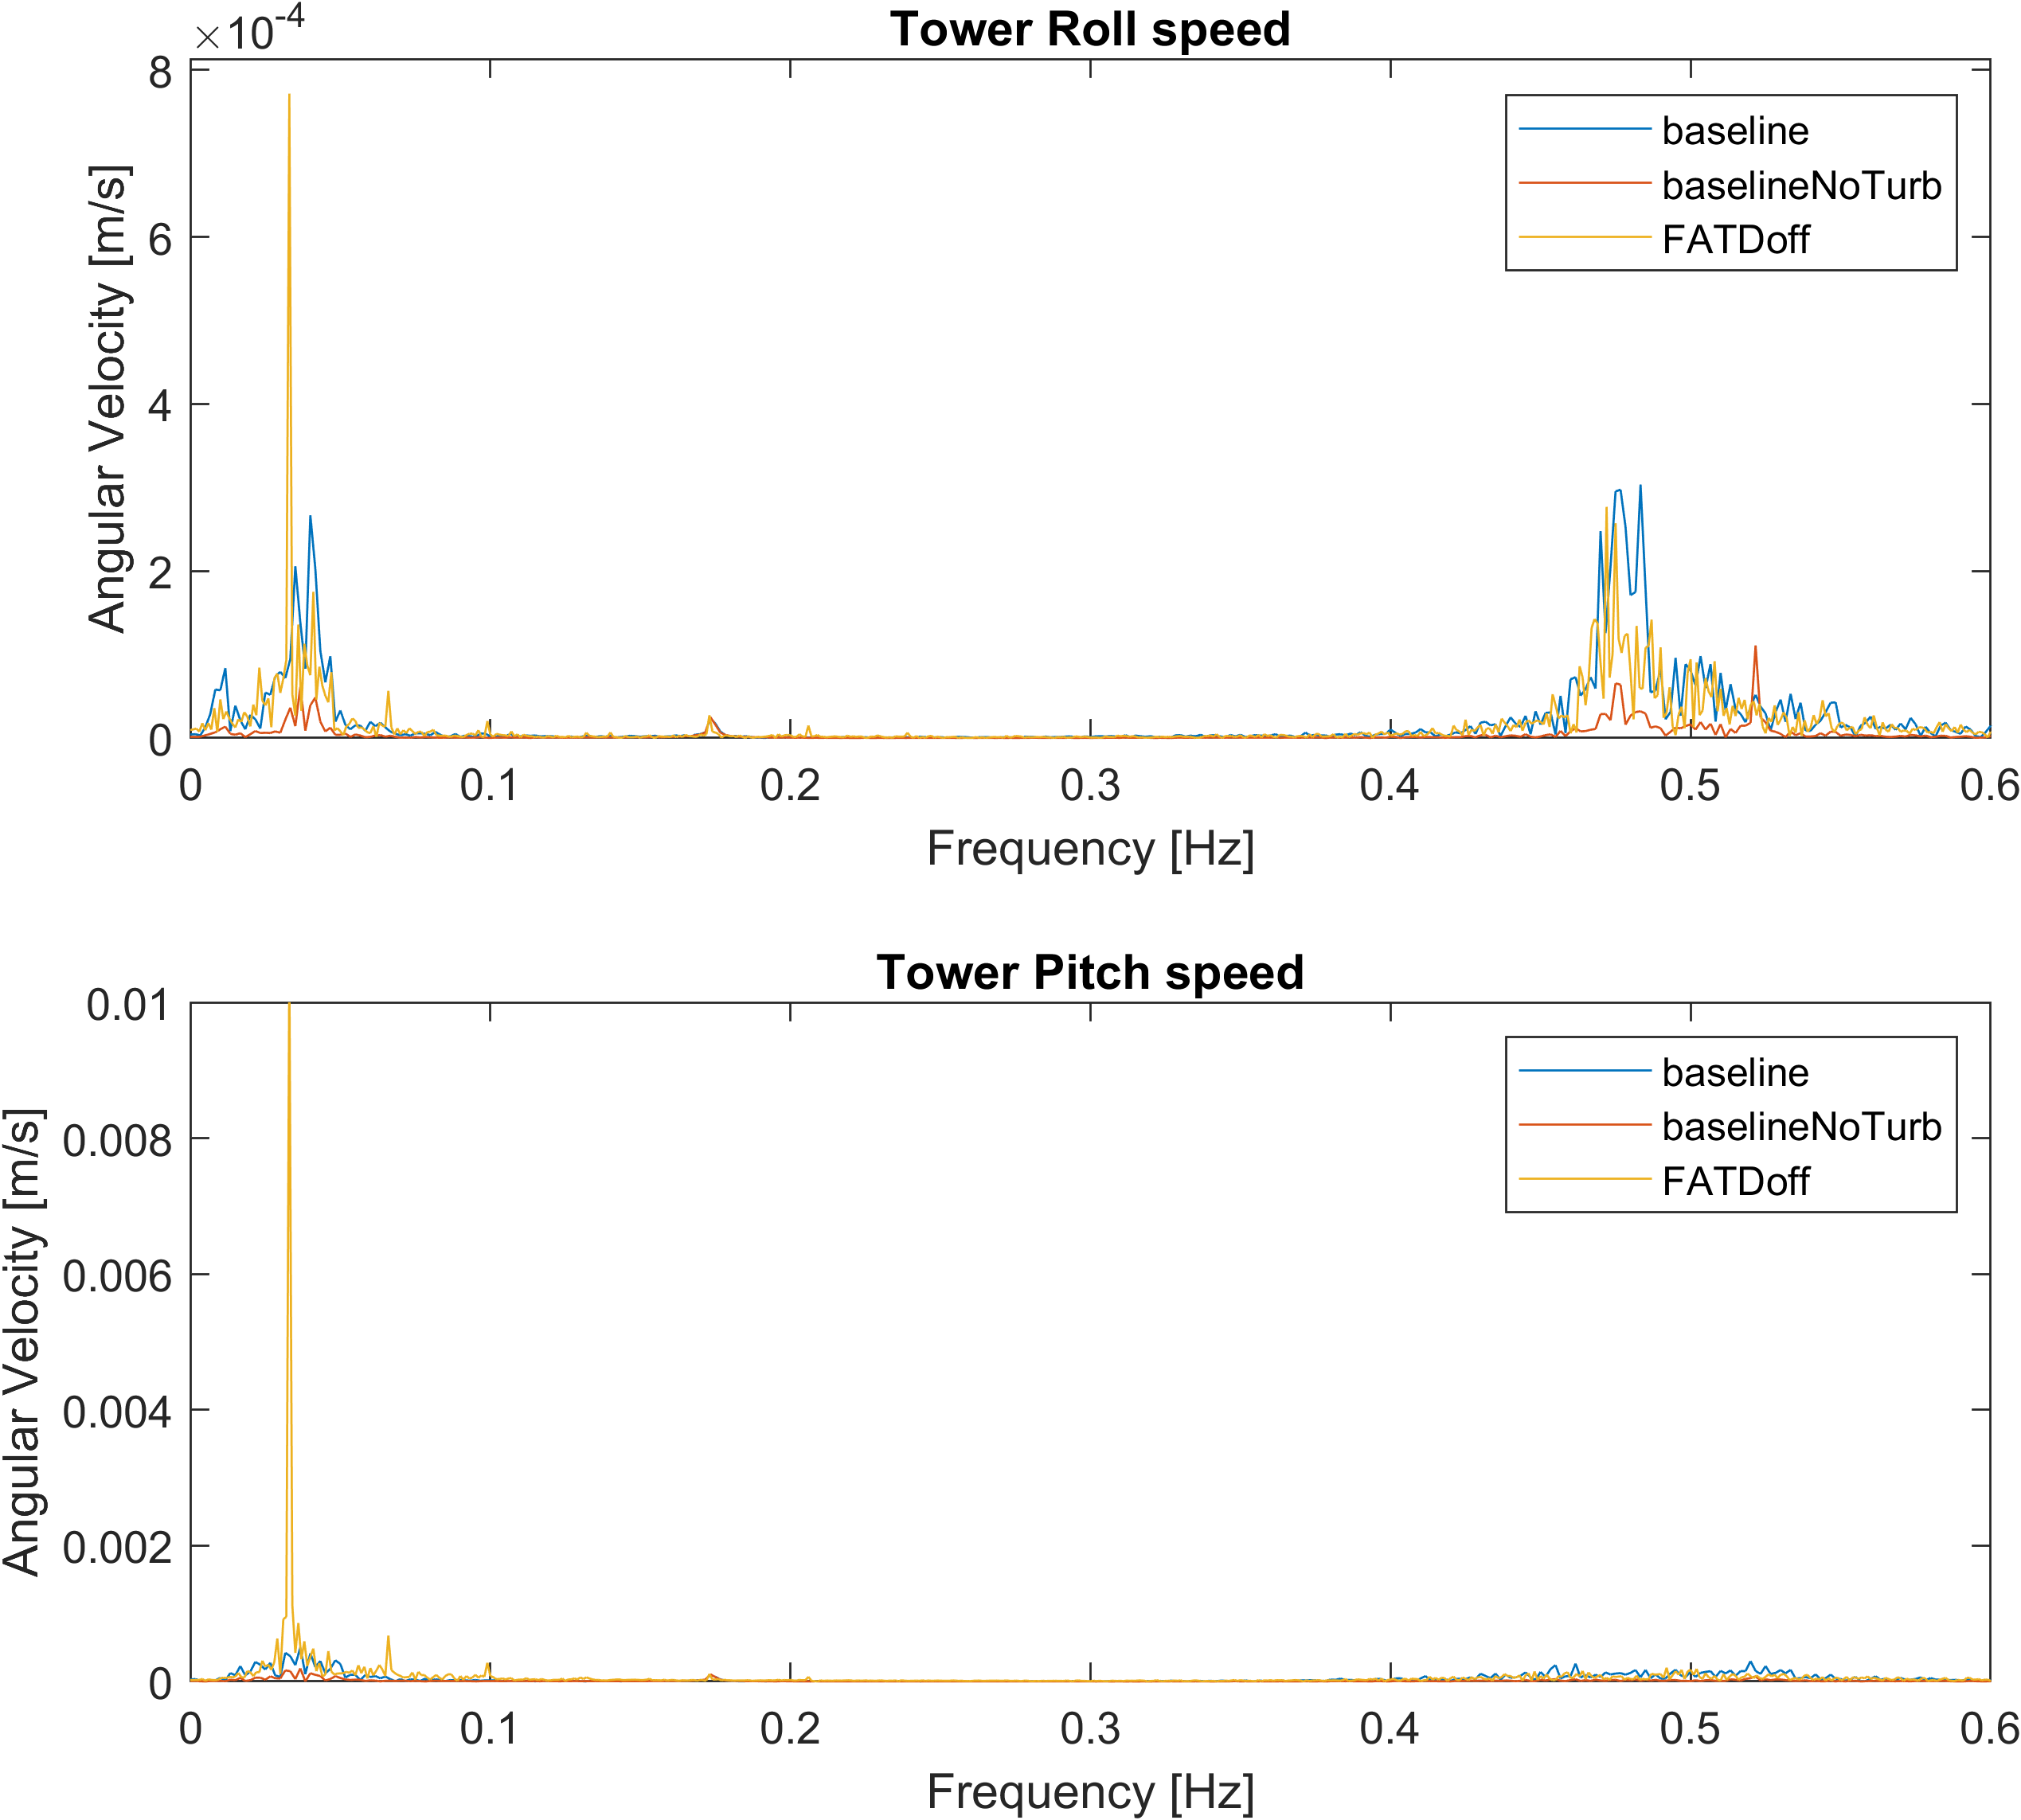 Tower Roll speed
×10-4
8
6
4
2
0
Angular Velocity [m/s]
baseline
baselineNoTurb
FATDoff
0 0.1 0.2 0.3 0.4 0.5 0.6
Frequency [Hz]
Tower Pitch speed
0.01
0.008
0.006
0.004
0.002
0
Angular Velocity [m/s]
baseline
baselineNoTurb
FATDoff
0 0.1 0.2 0.3 0.4 0.5 0.6
Frequency [Hz]